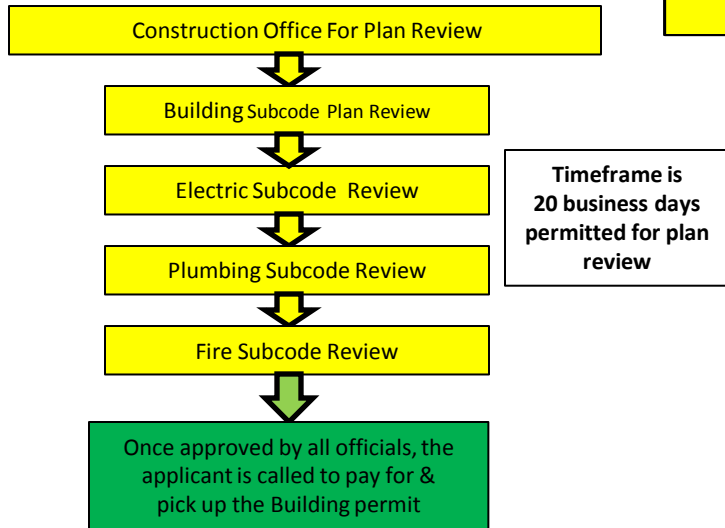 Construction Office For Plan Review
Building Subcode Plan Review
Electric Subcode Review
Timeframe is
20 business days
permitted for plan
review
Plumbing Subcode Review
Fire Subcode Review
Once approved by all officials, the
applicant is called to pay for &
pick up the Building permit